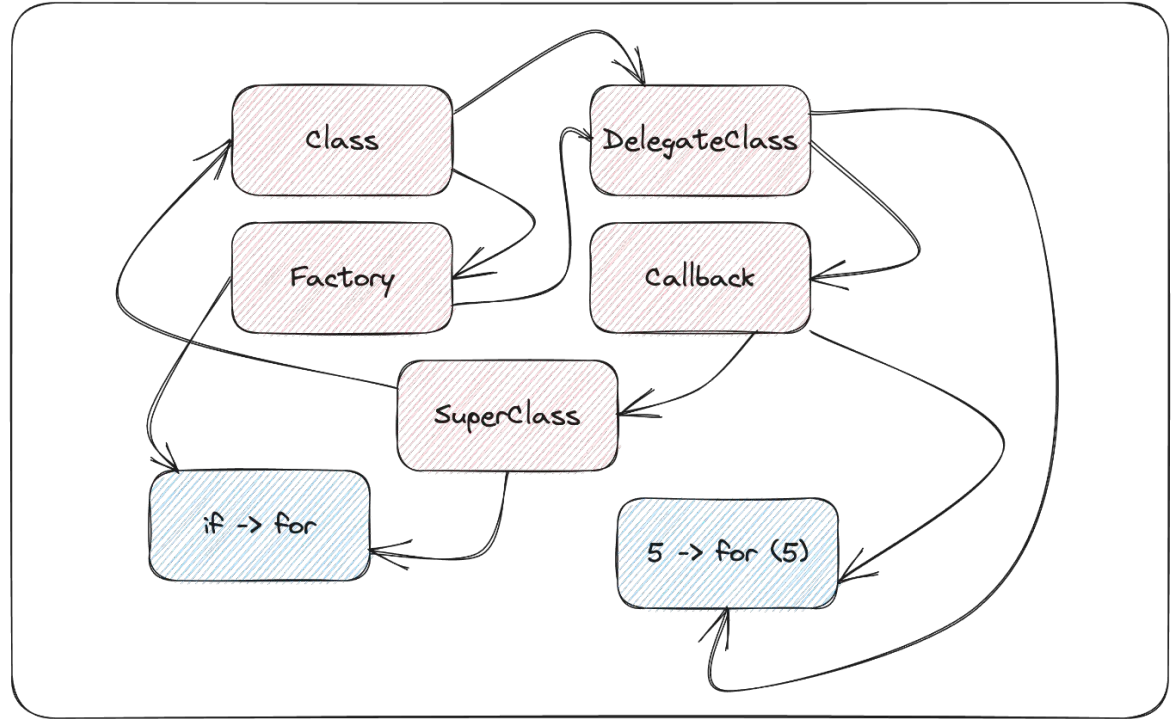 Class
DelegateClass
Factory
Callback
SuperClass
if -> for
5 -> for (5)